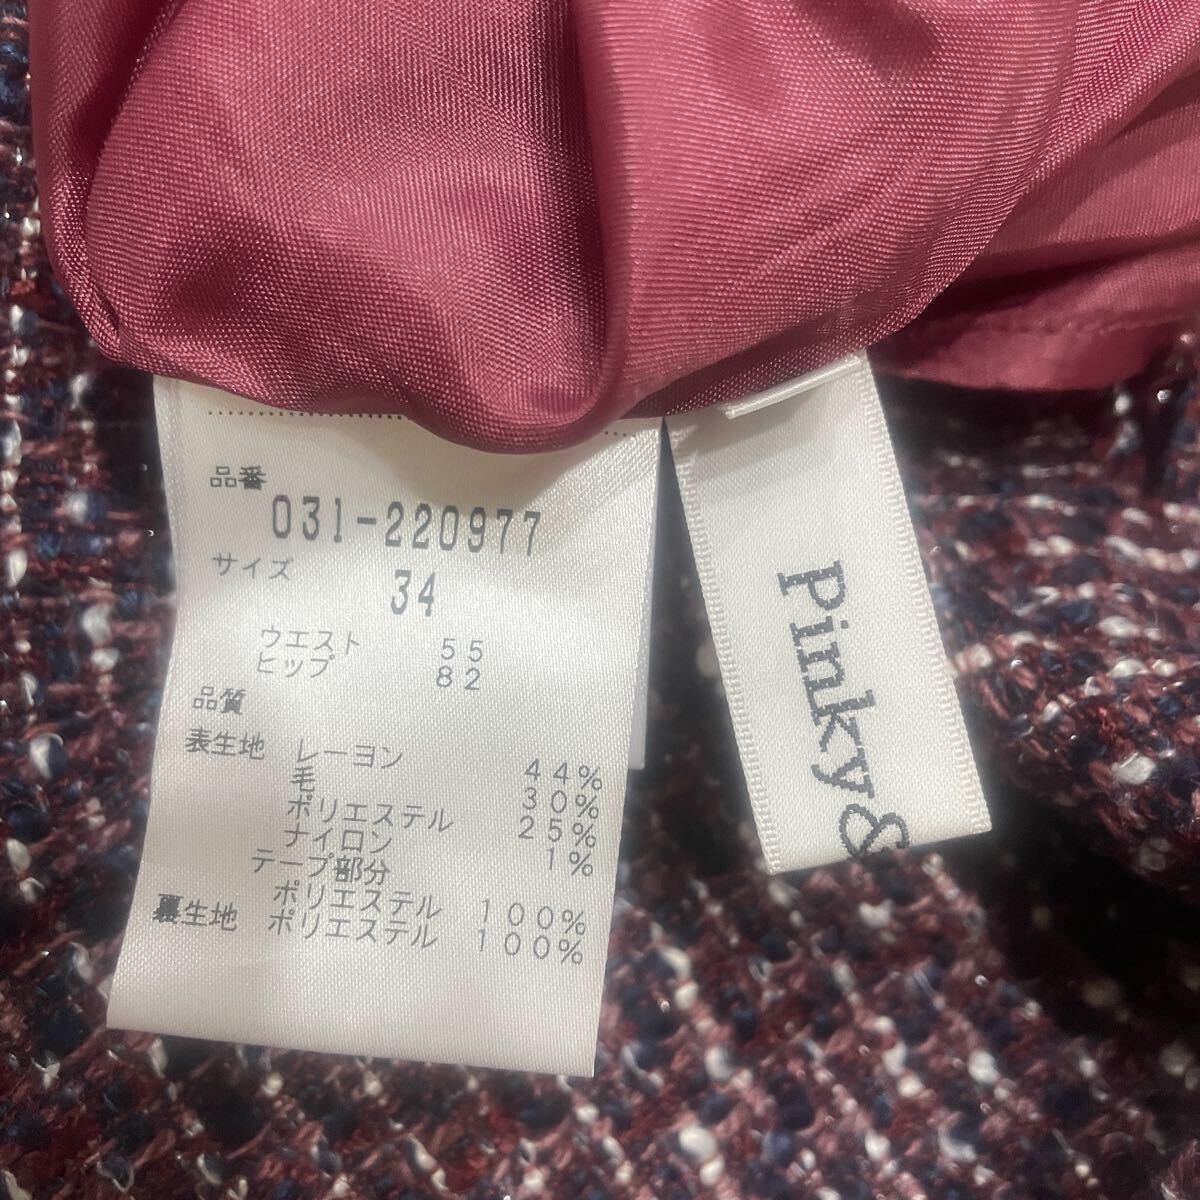 品番
031-220977
サイズ 34
ウエスト 55
ヒップ 82
品質
表生地 レーヨン 44%
毛 30%
ポリエステル 25%
ナイロン 1%
テープ部分
ポリエステル 100%
裏生地 ポリエステル 100%
Pinky&